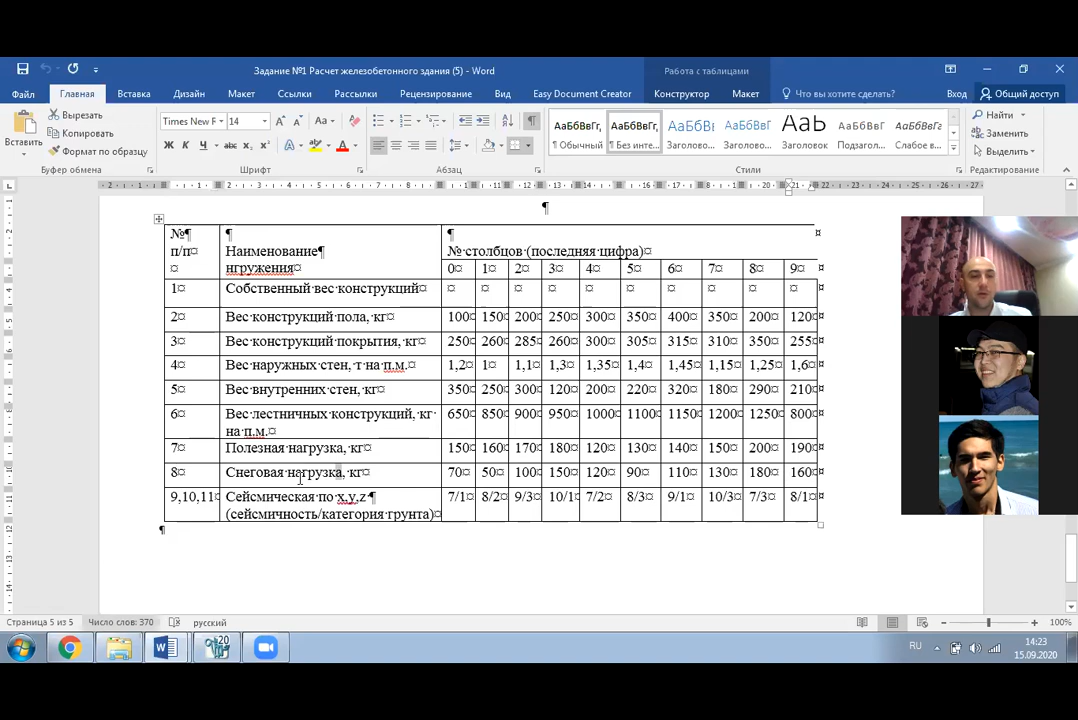 Задание №1 Расчет железобетонного здания (5) - Word
Работа с таблицами
Файл Главная Вставка Дизайн Макет Ссылки Рассылки Рецензирование Вид Easy Document Creator Конструктор Макет Что вы хотите сделать? Вход Общий доступ
Вставить
Вырезать
Копировать
Формат по образцу
Буфер обмена
Times New F 14 Aa
Ж К Ч
Шрифт
Абзац
АаБбВвГг, АаБбВвГг, АаБбВвГ АаБбВвГ АаЬ АаБбВвГ АаБбВвГг,
¶ Обычный ¶ Без инте... Заголово... Заголово... Заголовок Подзагол... Слабое в...
Стили
Найти
Заменить
Выделить
Редактирование
¶
№¶
п/п¤
¶
Наименование¶
нгружения¤
¶
№·столбцов·(последняя·цифра)¤
0¤ 1¤ 2¤ 3¤ 4¤ 5¤ 6¤ 7¤ 8¤ 9¤
1¤ Собственный·вес·конструкций¤ ¤ ¤ ¤ ¤ ¤ ¤ ¤ ¤ ¤ ¤
2¤ Вес·конструкций·пола,·кг¤ 100¤ 150¤ 200¤ 250¤ 300¤ 350¤ 400¤ 350¤ 200¤ 120¤
3¤ Вес·конструкций·покрытия,·кг¤ 250¤ 260¤ 285¤ 260¤ 300¤ 305¤ 315¤ 310¤ 350¤ 255¤
4¤ Вес·наружных·стен,·т·на·п.м.¤ 1,2¤ 1¤ 1,1¤ 1,3¤ 1,35¤ 1,4¤ 1,45¤ 1,15¤ 1,25¤ 1,6¤
5¤ Вес·внутренних·стен,·кг¤ 350¤ 250¤ 300¤ 120¤ 200¤ 220¤ 320¤ 180¤ 290¤ 210¤
6¤ Вес·лестничных·конструкций,·кг·
на·п.м.¤
650¤ 850¤ 900¤ 950¤ 1000¤ 1100¤ 1150¤ 1200¤ 1250¤ 800¤
7¤ Полезная·нагрузка,·кг¤ 150¤ 160¤ 170¤ 180¤ 120¤ 130¤ 140¤ 150¤ 200¤ 190¤
8¤ Снеговая·нагрузка,·кг¤ 70¤ 50¤ 100¤ 150¤ 120¤ 90¤ 110¤ 130¤ 180¤ 160¤
9,10,11¤ Сейсмическая·по·x,y,z·¶
(сейсмичность/категория·грунта)¤
7/1¤ 8/2¤ 9/3¤ 10/1¤ 7/2¤ 8/3¤ 9/1¤ 10/3¤ 7/3¤ 8/1¤
¶
Страница 5 из 5 Число слов: 370 русский 100%
RU
14:23
15.09.2020